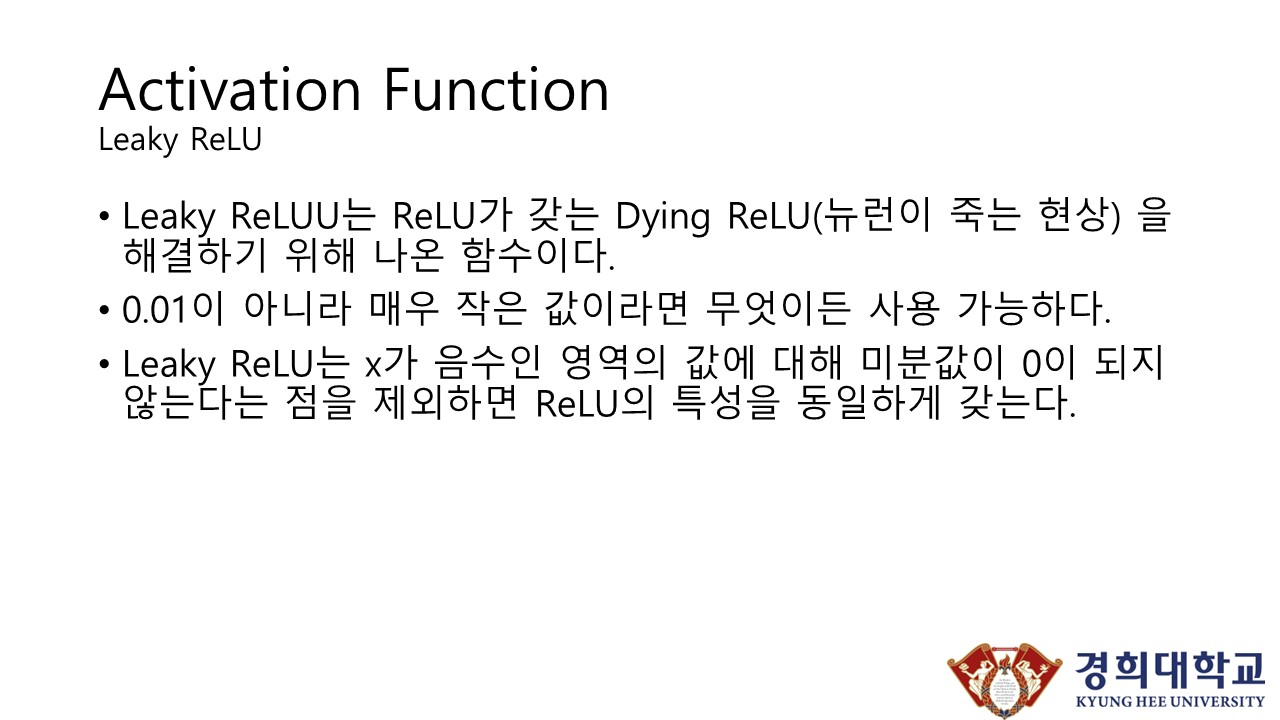 Activation Function
Leaky ReLU
• Leaky ReLUU는 ReLU가 갖는 Dying ReLU(뉴런이 죽는 현상) 을
해결하기 위해 나온 함수이다.
• 0.01이 아니라 매우 작은 값이라면 무엇이든 사용 가능하다.
• Leaky ReLU는 x가 음수인 영역의 값에 대해 미분값이 0이 되지
않는다는 점을 제외하면 ReLU의 특성을 동일하게 갖는다.
경희대학교
KYUNG HEE UNIVERSITY